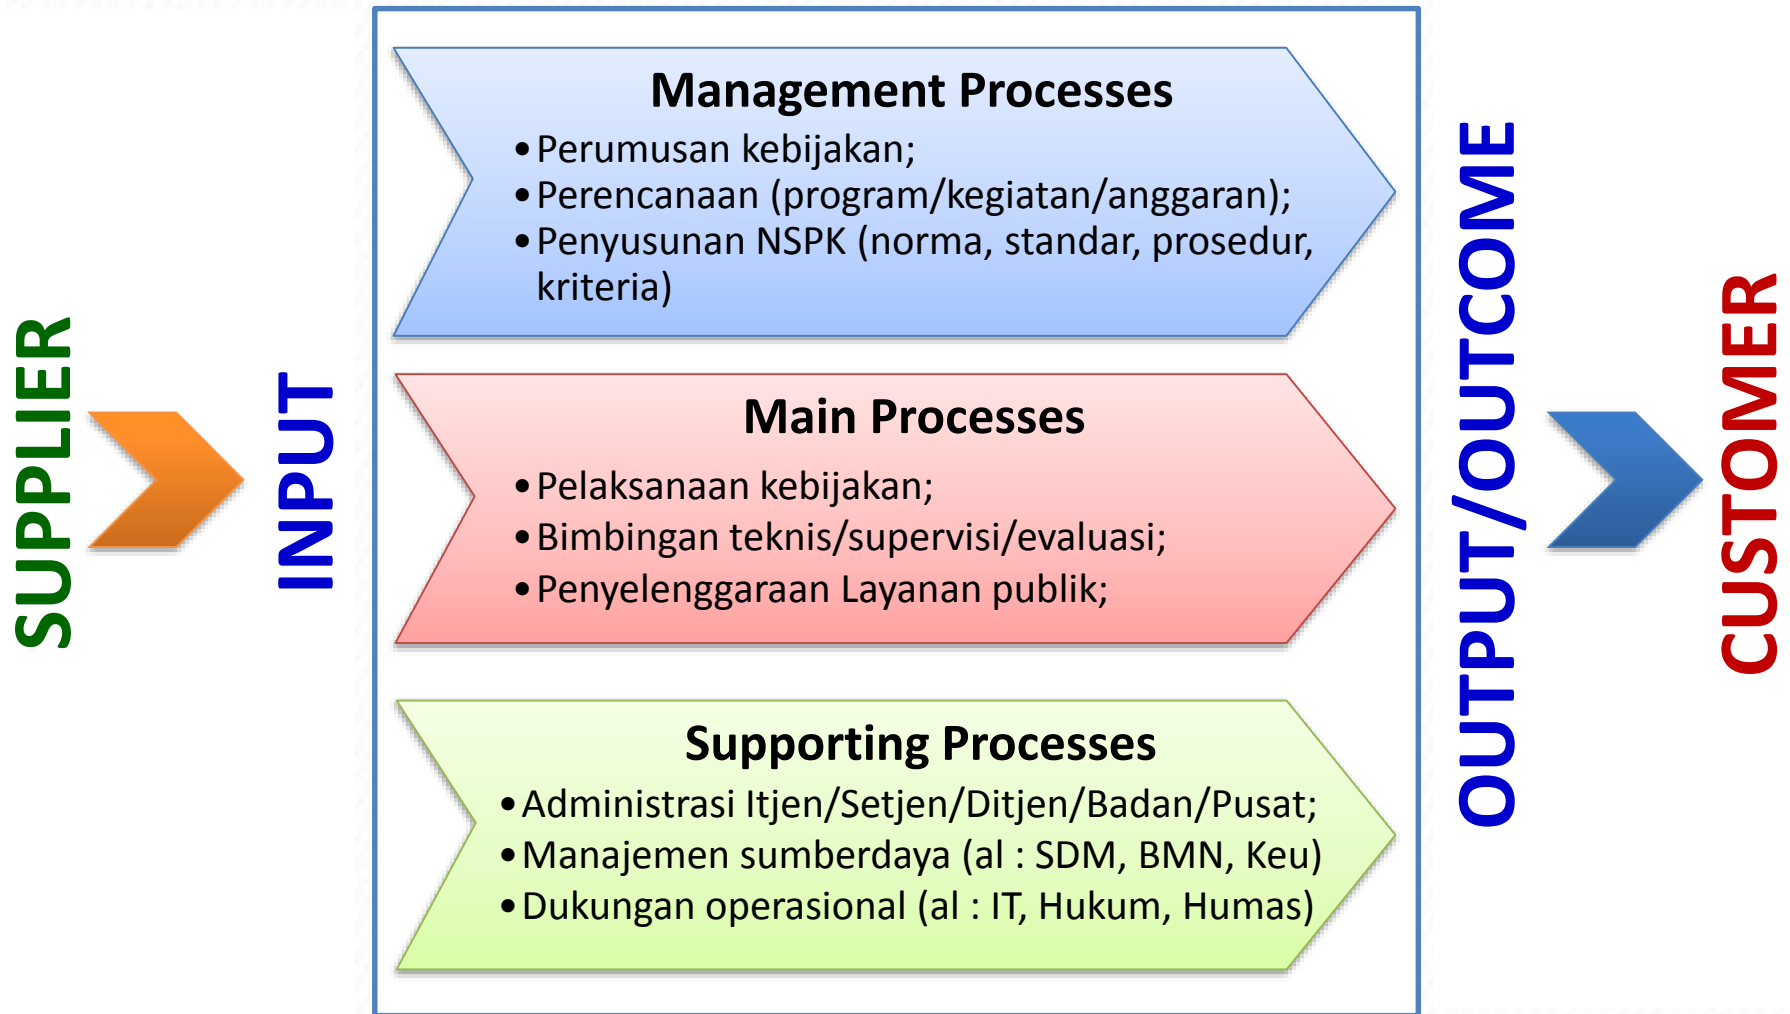 SUPPLIER
INPUT
Management Processes
•Perumusan kebijakan;
•Perencanaan (program/kegiatan/anggaran);
•Penyusunan NSPK (norma, standar, prosedur,
kriteria)
Main Processes
•Pelaksanaan kebijakan;
•Bimbingan teknis/supervisi/evaluasi;
•Penyelenggaraan Layanan publik;
Supporting Processes
•Administrasi Itjen/Setjen/Ditjen/Badan/Pusat;
•Manajemen sumberdaya (al : SDM, BMN, Keu)
•Dukungan operasional (al : IT, Hukum, Humas)
OUTPUT/OUTCOME
CUSTOMER